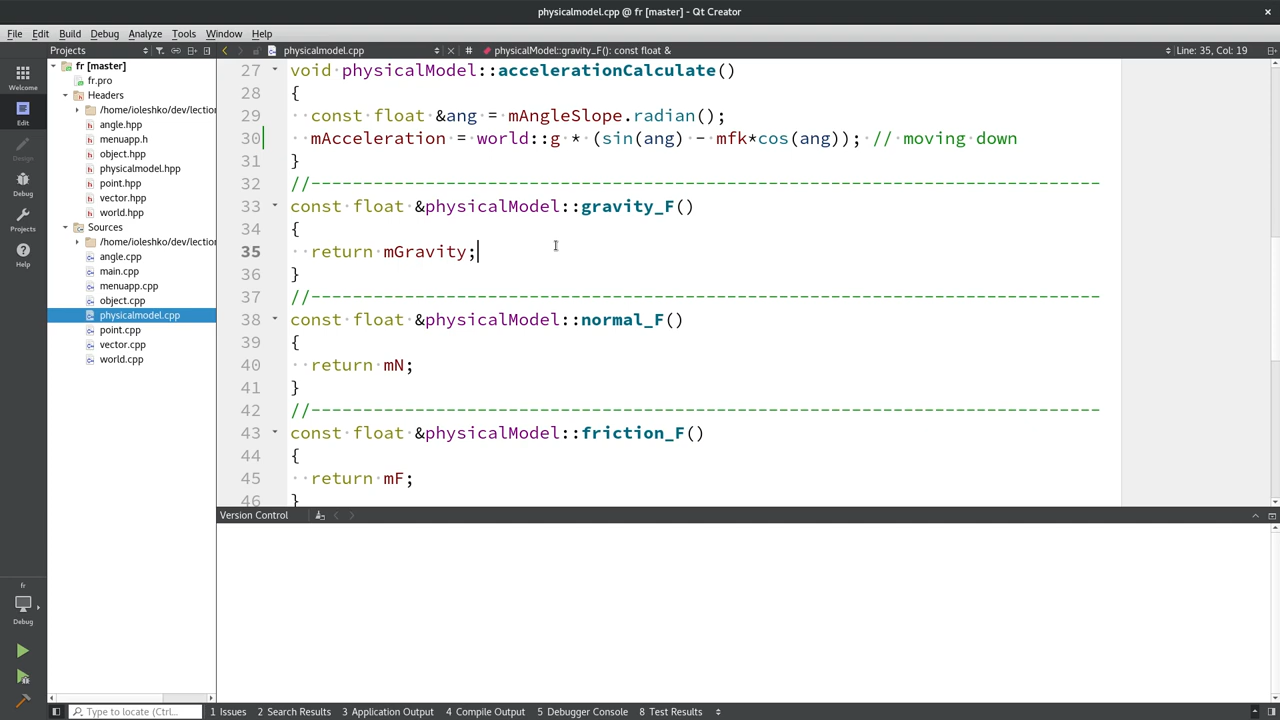 physicalmodel.cpp @ fr [master] - Qt Creator
File Edit Build Debug Analyze Tools Window Help
Projects
physicalmodel.cpp
# physicalModel::gravity_F(): const float &
Line: 35, Col: 19
Welcome
Edit
Design
Debug
Projects
Help
fr
Debug
fr [master]
fr.pro
Headers
/home/ioleshko/dev/lection
angle.hpp
menuapp.h
object.hpp
physicalmodel.hpp
point.hpp
vector.hpp
world.hpp
Sources
/home/ioleshko/dev/lection
angle.cpp
main.cpp
menuapp.cpp
object.cpp
physicalmodel.cpp
point.cpp
vector.cpp
world.cpp
27 void physicalModel::accelerationCalculate()
28 {
29 const float &ang = mAngleSlope.radian();
30 mAcceleration = world::g * (sin(ang) - mfk*cos(ang)); // moving down
31 }
32 //----------------------------------------------------------------------------
33 const float &physicalModel::gravity_F()
34 {
35 return mGravity;
36 }
37 //----------------------------------------------------------------------------
38 const float &physicalModel::normal_F()
39 {
40 return mN;
41 }
42 //----------------------------------------------------------------------------
43 const float &physicalModel::friction_F()
44 {
45 return mF;
46 }
Version Control
Type to locate (Ctrl...
1 Issues 2 Search Results 3 Application Output 4 Compile Output 5 Debugger Console 8 Test Results